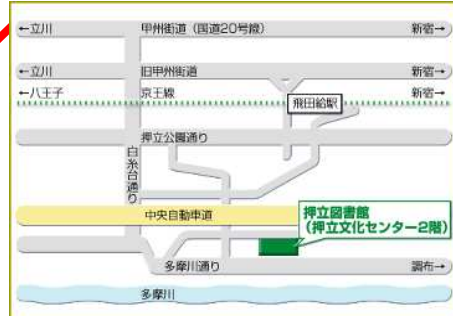 ←立川 甲州街道（国道20号線） 新宿→
←立川 旧甲州街道 新宿→
←八王子 京王線
飛田給駅
押立公園通り
白糸台通り
中央自動車道
押立図書館
（押立文化センター2階）
多摩川通り 調布→
多摩川